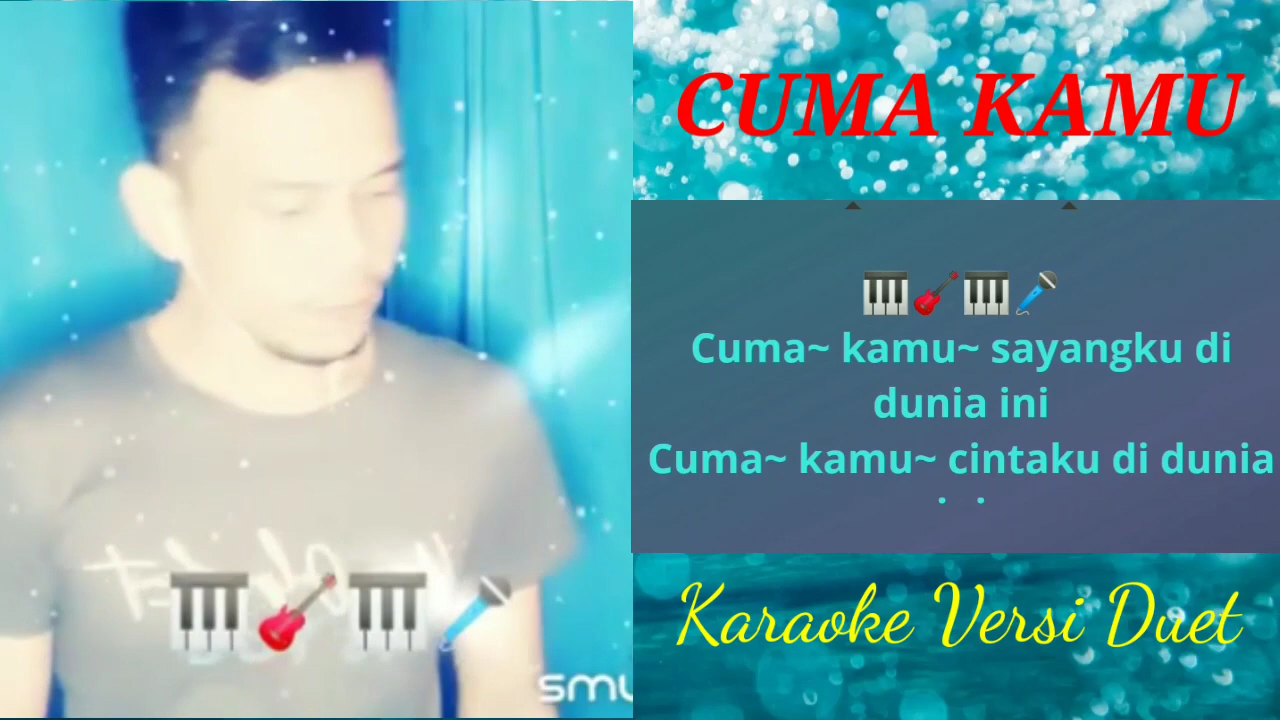 CUMA KAMU
Cuma~ kamu~ sayangku di
dunia ini
Cuma~ kamu~ cintaku di dunia
Karaoke Versi Duet
smu